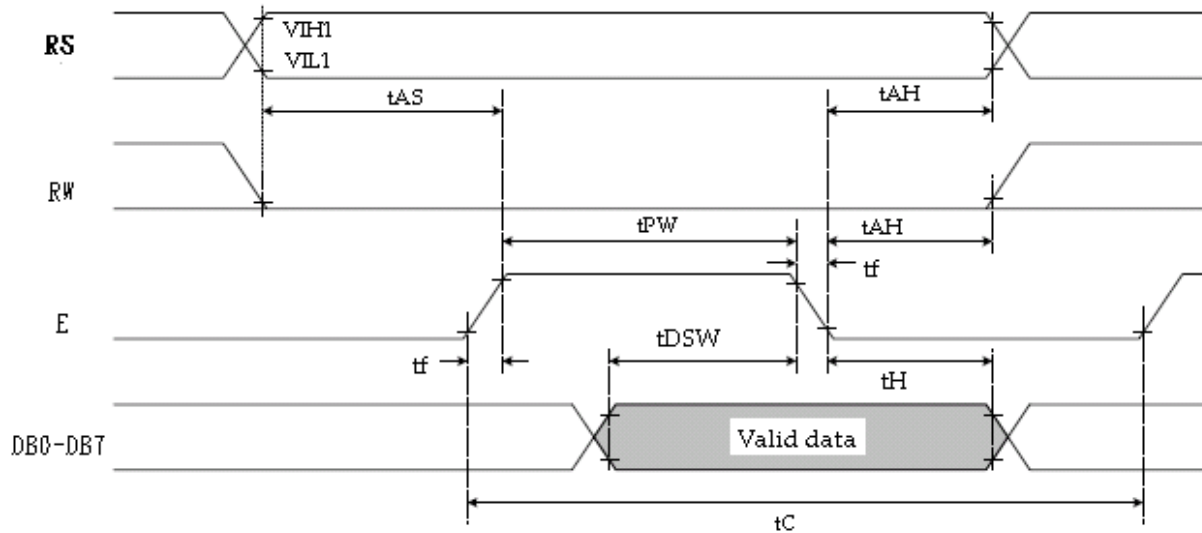 RS
VIH1
VIL1
tAS
tAH
RW
tPW
tAH
tf
E
tDSW
tf
tH
DB0-DB7
Valid data
tC